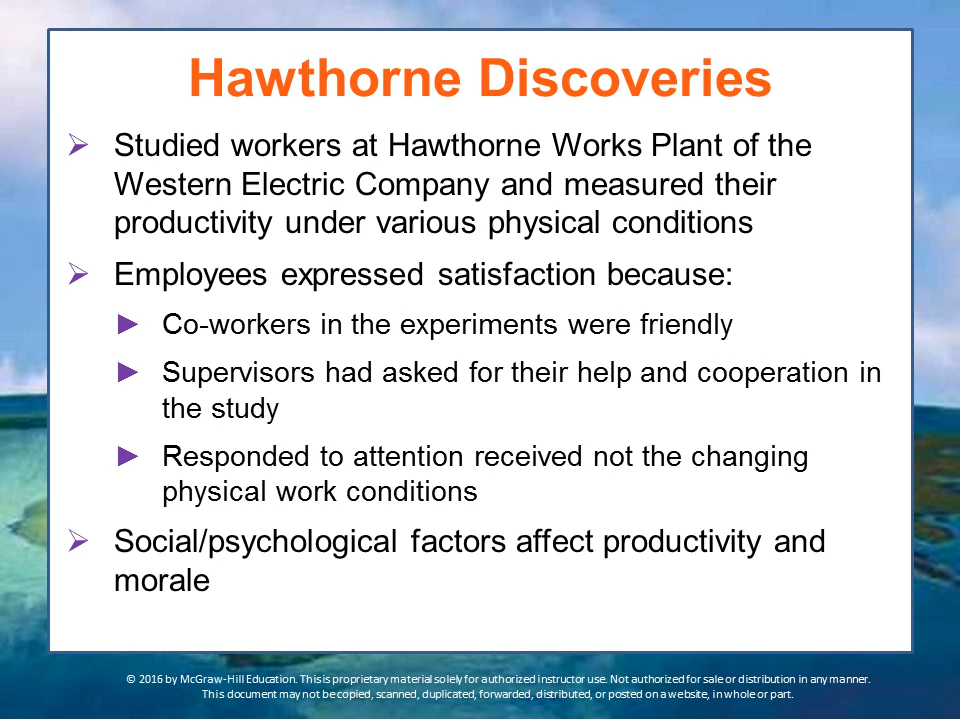 Hawthorne Discoveries
Studied workers at Hawthorne Works Plant of the
Western Electric Company and measured their
productivity under various physical conditions
Employees expressed satisfaction because:
Co-workers in the experiments were friendly
Supervisors had asked for their help and cooperation in
the study
Responded to attention received not the changing
physical work conditions
Social/psychological factors affect productivity and
morale
© 2016 by McGraw-Hill Education. This is proprietary material solely for authorized instructor use. Not authorized for sale or distribution in any manner.
This document may not be copied, scanned, duplicated, forwarded, distributed, or posted on a website, in whole or part.